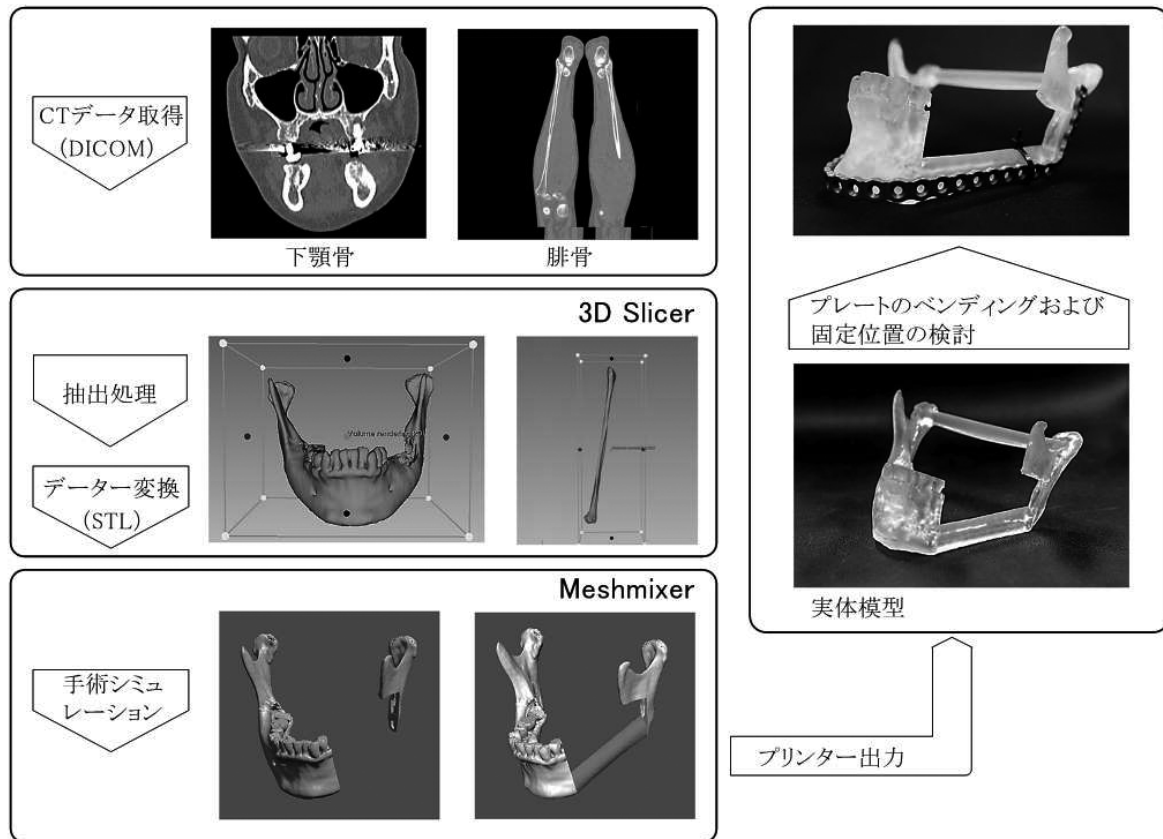 CTデータ取得
(DICOM)
下顎骨
腓骨
3D Slicer
抽出処理
データー変換
(STL)
Meshmixer
手術シミュ
レーション
プリンター出力
実体模型
プレートのベンディングおよび
固定位置の検討